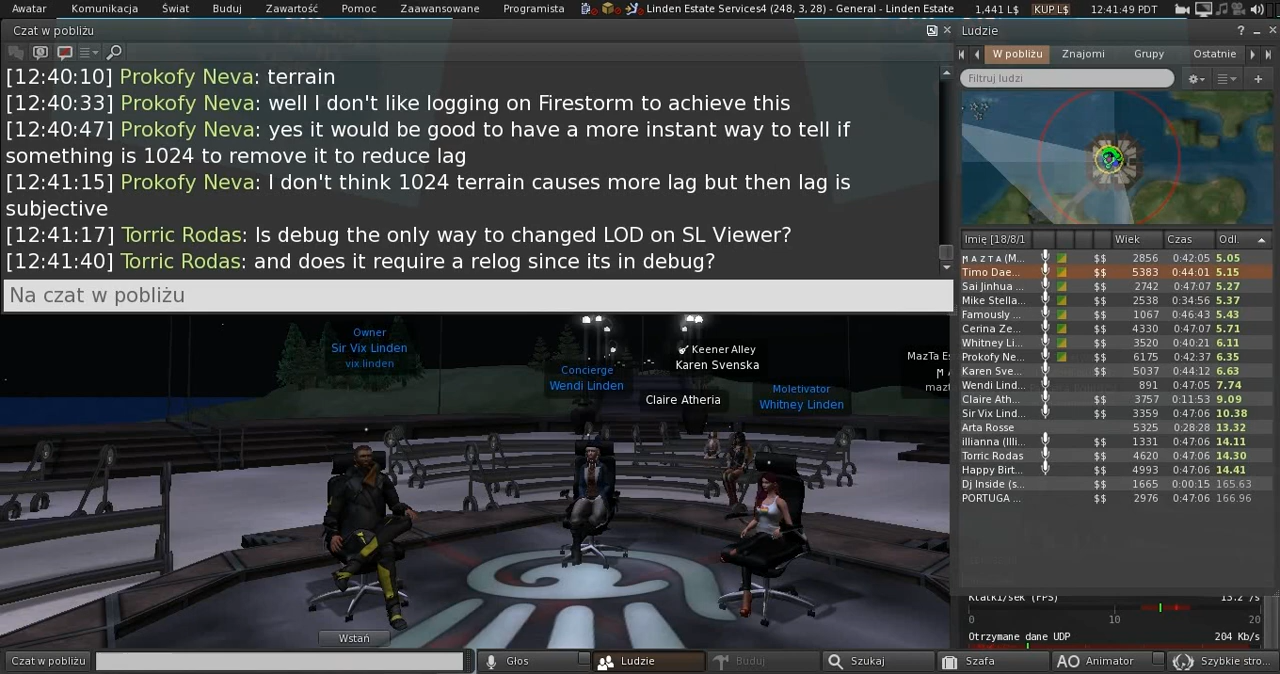 Awatar Komunikacja Świat Buduj Zawartość Pomoc Zaawansowane Programista Linden Estate Services4 (248, 3, 28) - General - Linden Estate 1,441 L$ KUP L$ 12:41:49 PDT
Czat w pobliżu
[12:40:10] Prokofy Neva: terrain
[12:40:33] Prokofy Neva: well I don't like logging on Firestorm to achieve this
[12:40:47] Prokofy Neva: yes it would be good to have a more instant way to tell if
something is 1024 to remove it to reduce lag
[12:41:15] Prokofy Neva: I don't think 1024 terrain causes more lag but then lag is
subjective
[12:41:17] Torric Rodas: Is debug the only way to changed LOD on SL Viewer?
[12:41:40] Torric Rodas: and does it require a relog since its in debug?
Na czat w pobliżu
Owner
Sir Vix Linden
vix.linden
Concierge
Wendi Linden
Keener Alley
Karen Svenska
Claire Atheria
Moletivator
Whitney Linden
MazTa Es
mazt
Wstań
Ludzie
W pobliżu Znajomi Grupy Ostatnie
Filtruj ludzi
Imię [18/8/1 Wiek Czas Odl.
MAZTA (M... $$ 2856 0:42:05 5.05
Timo Dae... $$ 5383 0:44:01 5.15
Sai Jinhua ... $$ 2742 0:47:07 5.27
Mike Stella... $$ 2538 0:34:56 5.37
Famously ... $$ 1067 0:46:43 5.43
Cerina Ze... $$ 4330 0:47:07 5.71
Whitney Li... $$ 3520 0:40:21 6.11
Prokofy Ne... $$ 6175 0:42:37 6.35
Karen Sve... $$ 5037 0:44:12 6.63
Wendi Lind... 891 0:47:05 7.74
Claire Ath... $$ 3757 0:11:53 9.09
Sir Vix Lind... $$ 3359 0:47:06 10.38
Arta Rosse 5325 0:28:28 13.32
illianna (Illi... $$ 1331 0:47:06 14.11
Torric Rodas $$ 4620 0:47:06 14.30
Happy Birt... $$ 4993 0:47:06 14.41
Dj Inside (s... $$ 1665 0:00:15 165.63
PORTUGA ... $$ 2976 0:47:06 166.96
Klatki/sek (FPS) 13.2 /s
0 10 20
Otrzymane dane UDP 204 Kb/s
Czat w pobliżu Głos Ludzie Buduj Szukaj Szafa AO Animator Szybkie stro...